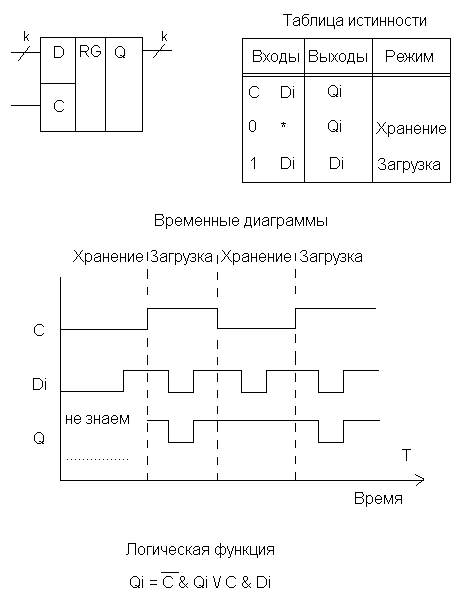 Таблица истинности
k k
D RG Q
C
Входы Выходы Режим
C Di Qi
0 * Qi Хранение
1 Di Di Загрузка
Временные диаграммы
Хранение Загрузка Хранение Загрузка
C
Di
не знаем
Q
................
T
Время
Логическая функция
Qi = C̅ & Qi V C & Di